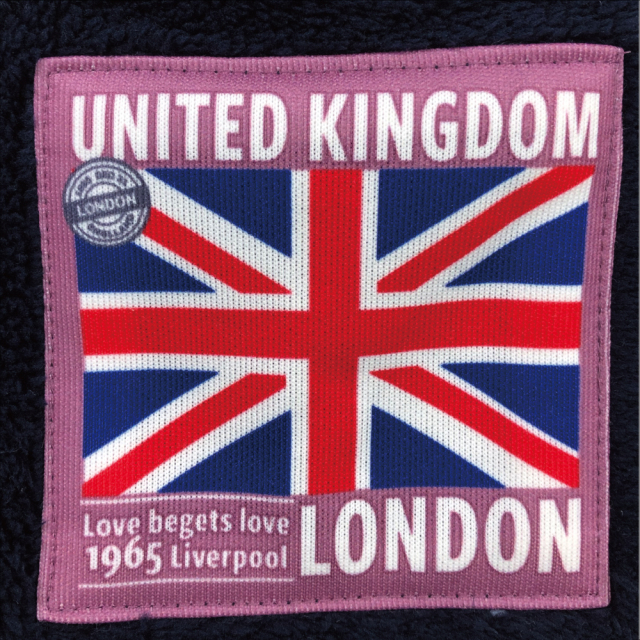 UNITED KINGDOM
LONDON
Love begets love
1965 Liverpool
LONDON